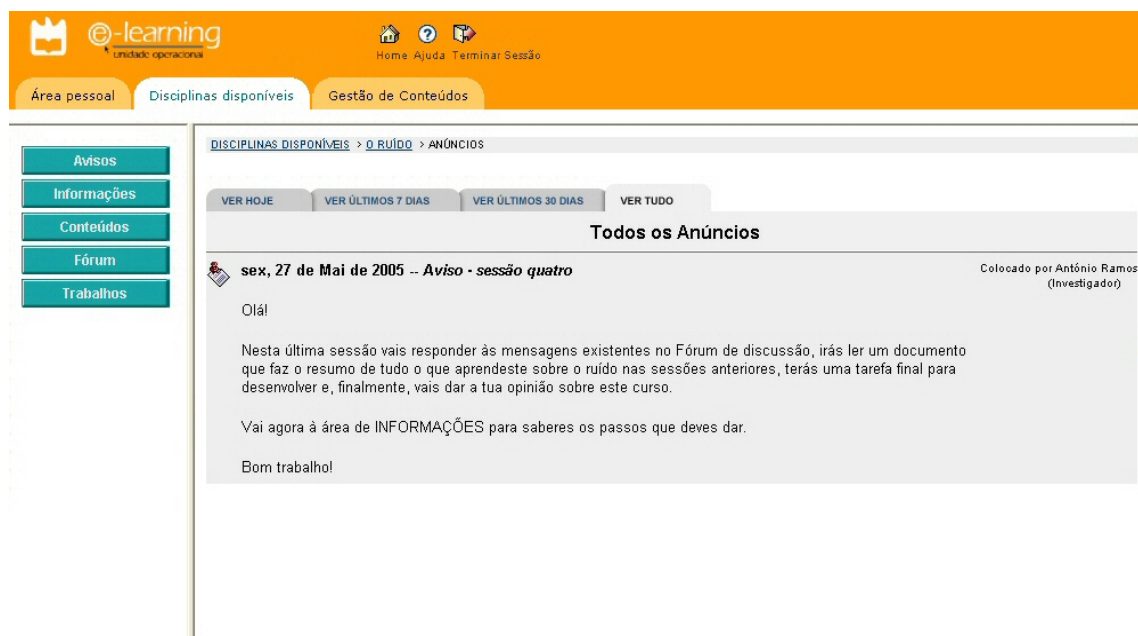 @-learning
unidade operacional
Home Ajuda Terminar Sessão
Área pessoal Disciplinas disponíveis Gestão de Conteúdos
DISCIPLINAS DISPONÍVEIS > O RUÍDO > ANÚNCIOS
Avisos
Informações
Conteúdos
Fórum
Trabalhos
VER HOJE VER ÚLTIMOS 7 DIAS VER ÚLTIMOS 30 DIAS VER TUDO
Todos os Anúncios
sex, 27 de Mai de 2005 -- Aviso - sessão quatro
Colocado por António Ramos
(Investigador)
Olá!
Nesta última sessão vais responder às mensagens existentes no Fórum de discussão, irás ler um documento
que faz o resumo de tudo o que aprendeste sobre o ruído nas sessões anteriores, terás uma tarefa final para
desenvolver e, finalmente, vais dar a tua opinião sobre este curso.
Vai agora à área de INFORMAÇÕES para saberes os passos que deves dar.
Bom trabalho!